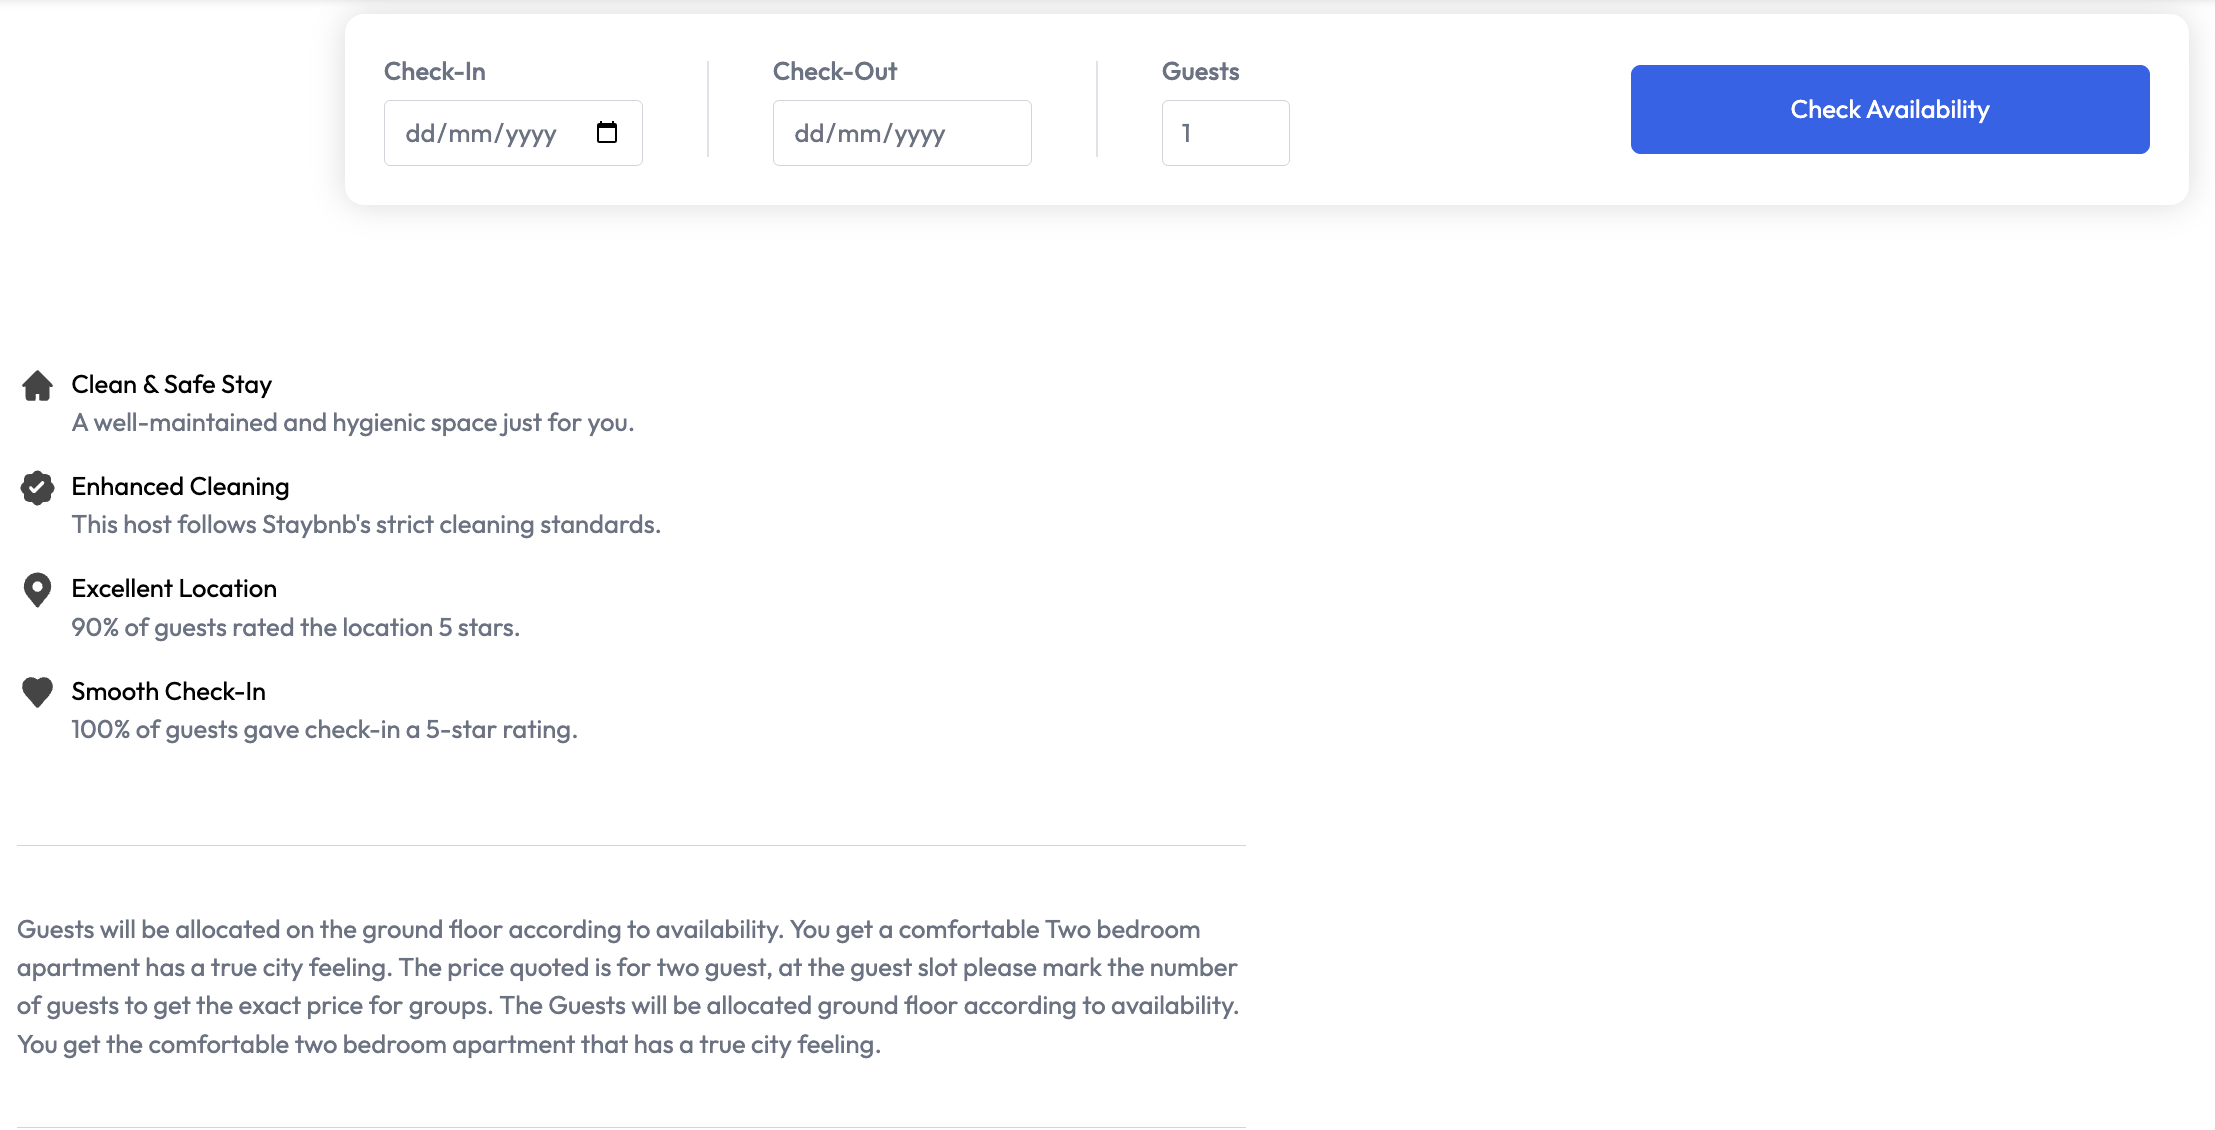 Check-In
Check-Out
Guests
dd/mm/yyyy
dd/mm/yyyy
1
Check Availability
Clean & Safe Stay
A well-maintained and hygienic space just for you.
Enhanced Cleaning
This host follows Staybnb's strict cleaning standards.
Excellent Location
90% of guests rated the location 5 stars.
Smooth Check-In
100% of guests gave check-in a 5-star rating.
Guests will be allocated on the ground floor according to availability. You get a comfortable Two bedroom
apartment has a true city feeling. The price quoted is for two guest, at the guest slot please mark the number
of guests to get the exact price for groups. The Guests will be allocated ground floor according to availability.
You get the comfortable two bedroom apartment that has a true city feeling.